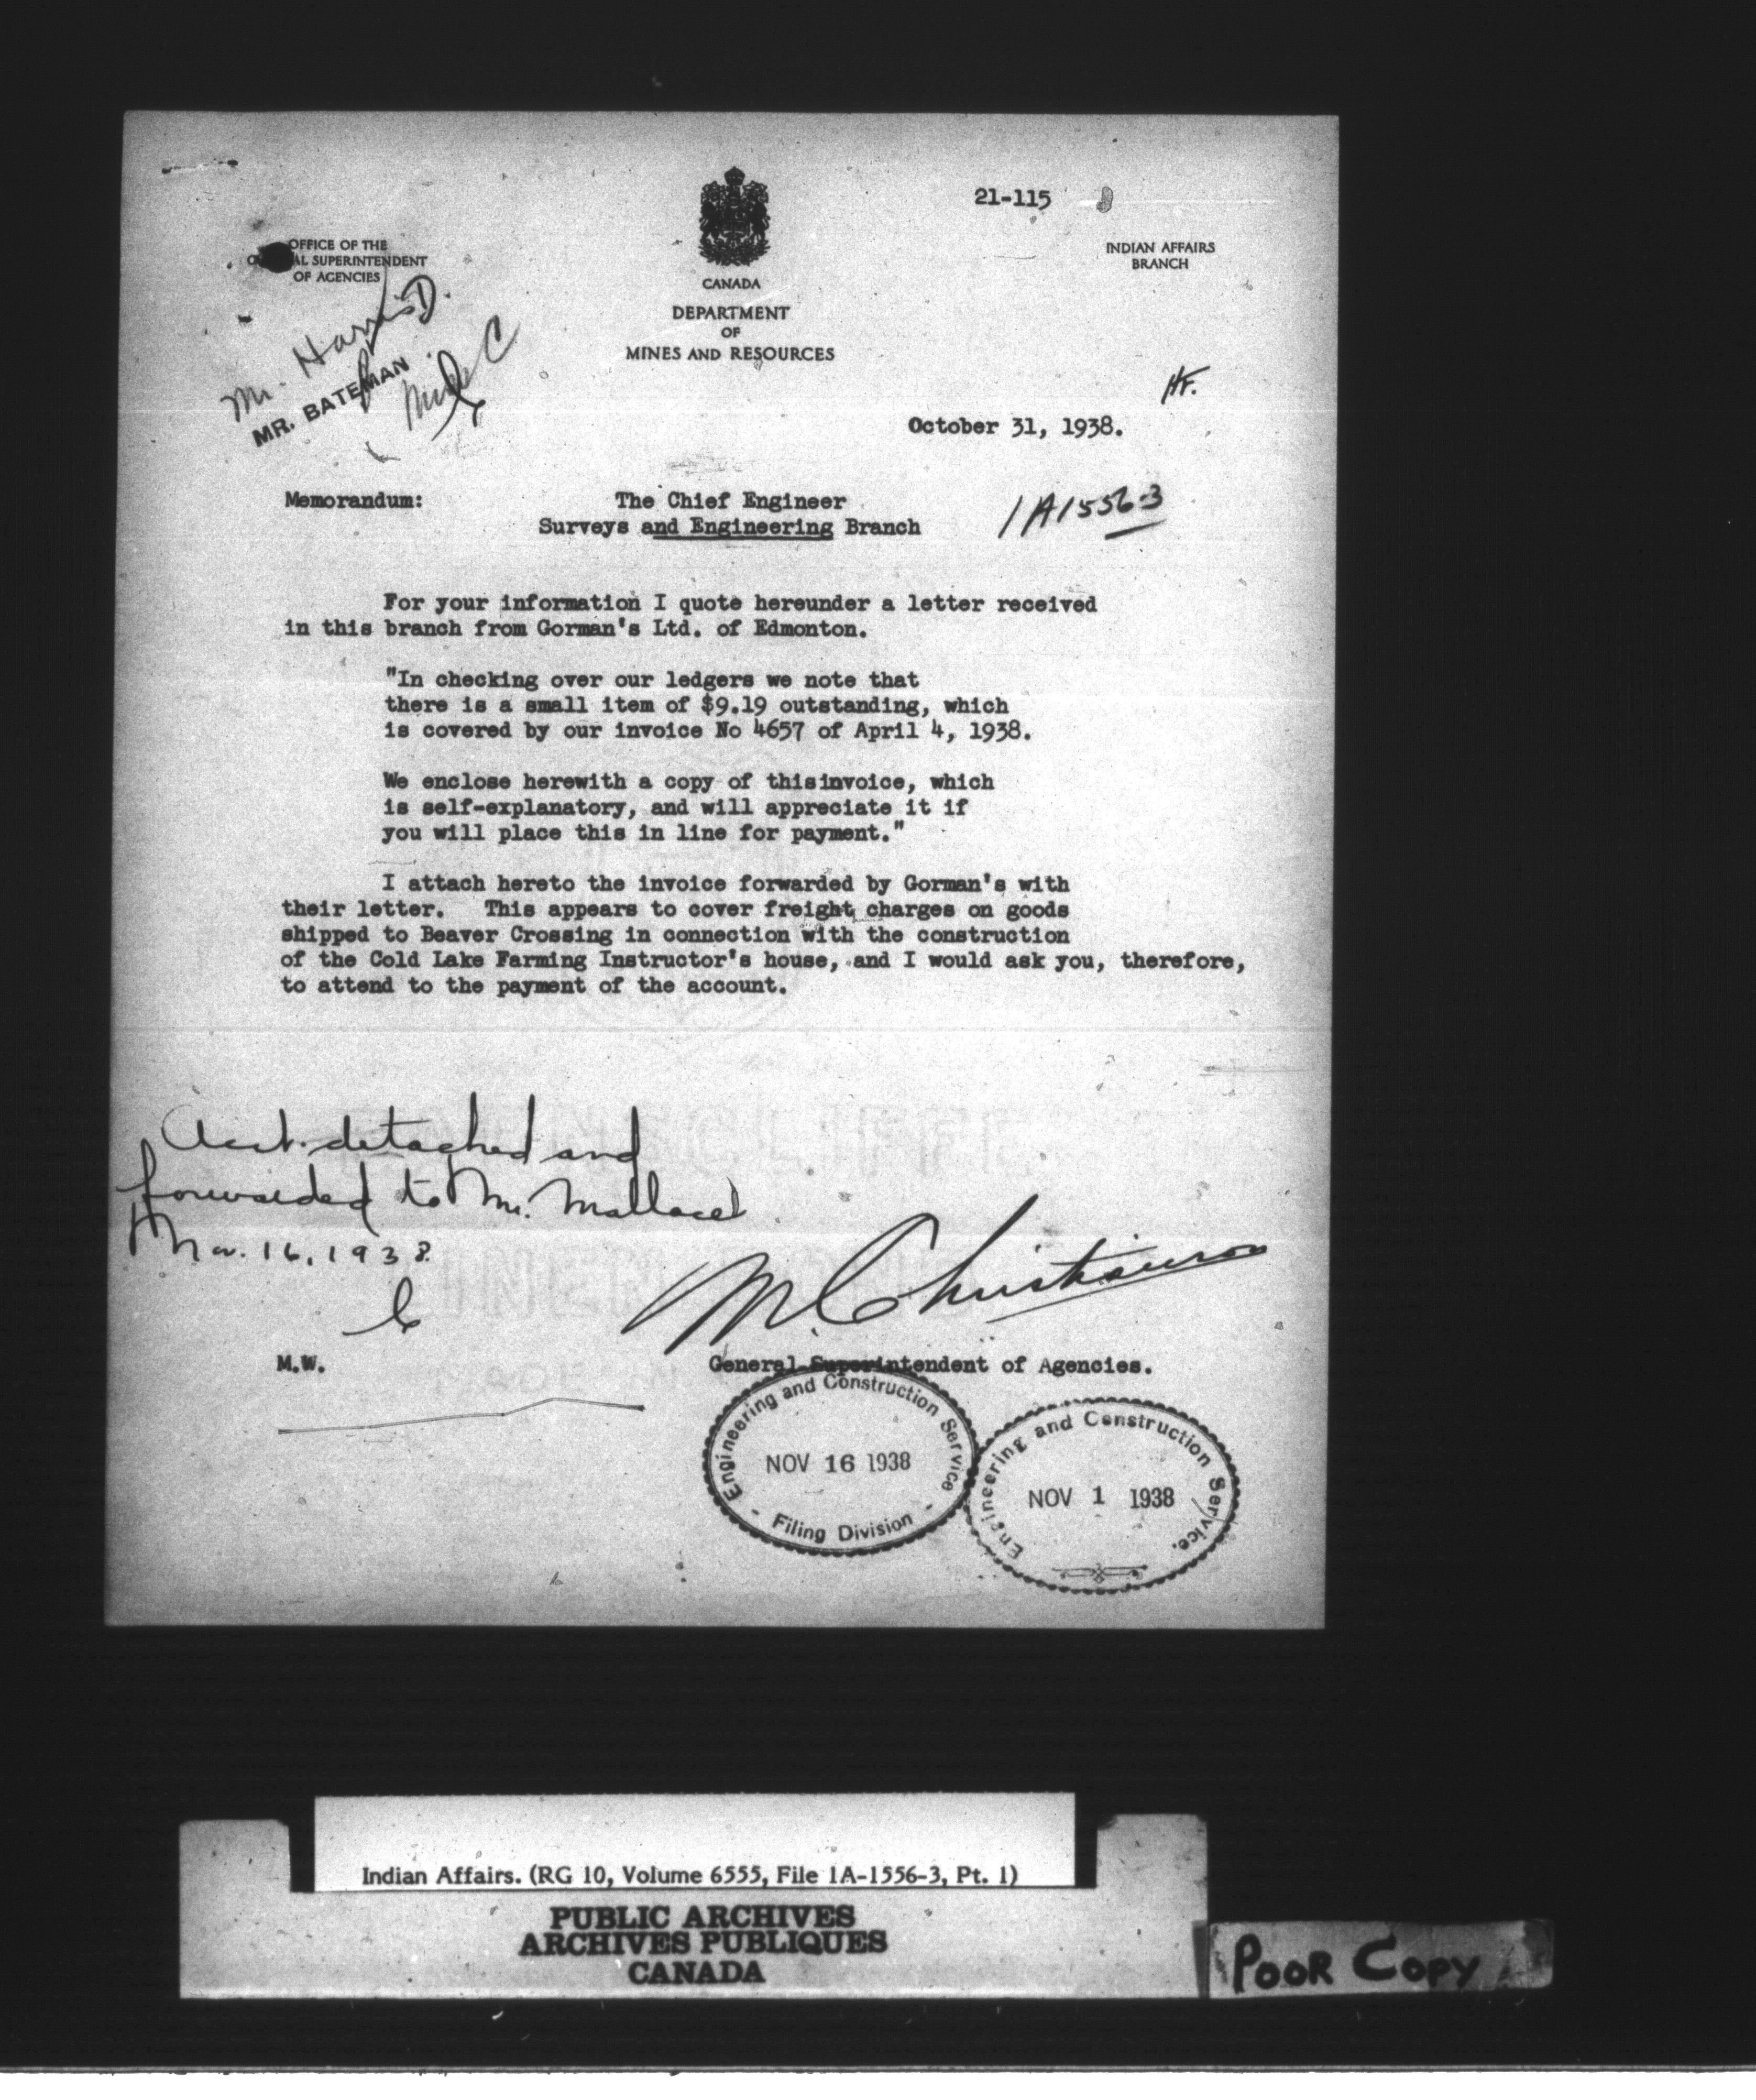 21-115
OFFICE OF THE
AL SUPERINTENDENT
OF AGENCIES
INDIAN AFFAIRS
BRANCH
CANADA
DEPARTMENT
OF
MINES AND RESOURCES
Mr. Harris
MR. BATEMAN
HF.
October 31, 1938.
Memorandum:
The Chief Engineer
Surveys and Engineering Branch
1A1556-3
For your information I quote hereunder a letter received
in this branch from Gorman's Ltd. of Edmonton.
"In checking over our ledgers we note that
there is a small item of $9.19 outstanding, which
is covered by our invoice No 4657 of April 4, 1938.
We enclose herewith a copy of thisinvoice, which
is self-explanatory, and will appreciate it if
you will place this in line for payment."
I attach hereto the invoice forwarded by Gorman's with
their letter. This appears to cover freight charges on goods
shipped to Beaver Crossing in connection with the construction
of the Cold Lake Farming Instructor's house, and I would ask you, therefore,
to attend to the payment of the account.
Acct. detached and
forwarded to Mr. Wallace
Nov. 16, 1938.
M Christianson
M.W.
General Superintendent of Agencies.
Engineering and Construction Service
NOV 16 1938
- Filing Division -
Engineering and Construction Service.
NOV 1 1938
Indian Affairs. (RG 10, Volume 6555, File 1A-1556-3, Pt. 1)
PUBLIC ARCHIVES
ARCHIVES PUBLIQUES
CANADA
POOR COPY